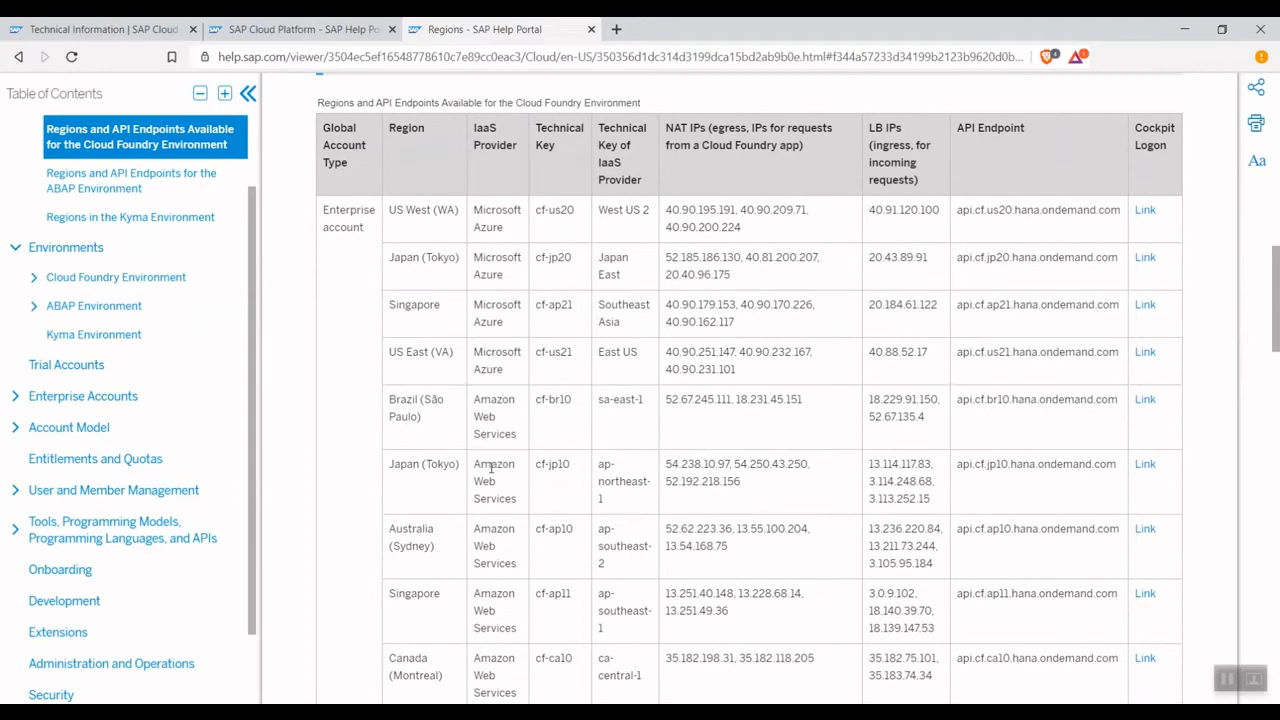 Technical Information | SAP Cloud
SAP Cloud Platform - SAP Help Po
Regions - SAP Help Portal
help.sap.com/viewer/3504ec5ef16548778610c7e89cc0eac3/Cloud/en-US/350356d1dc314d3199dca15bd2ab9b0e.html#f344a57233d34199b2123b9620d0b...
Table of Contents
Regions and API Endpoints Available
for the Cloud Foundry Environment
Regions and API Endpoints for the
ABAP Environment
Regions in the Kyma Environment
Environments
Cloud Foundry Environment
ABAP Environment
Kyma Environment
Trial Accounts
Enterprise Accounts
Account Model
Entitlements and Quotas
User and Member Management
Tools, Programming Models,
Programming Languages, and APIs
Onboarding
Development
Extensions
Administration and Operations
Security
Regions and API Endpoints Available for the Cloud Foundry Environment
Global
Account
Type
Region
IaaS
Provider
Technical
Key
Technical
Key of
IaaS
Provider
NAT IPs (egress, IPs for requests
from a Cloud Foundry app)
LB IPs
(ingress, for
incoming
requests)
API Endpoint
Cockpit
Logon
Enterprise
account
US West (WA)
Microsoft
Azure
cf-us20
West US 2
40.90.195.191, 40.90.209.71,
40.90.200.224
40.91.120.100
api.cf.us20.hana.ondemand.com
Link
Japan (Tokyo)
Microsoft
Azure
cf-jp20
Japan
East
52.185.186.130, 40.81.200.207,
20.40.96.175
20.43.89.91
api.cf.jp20.hana.ondemand.com
Link
Singapore
Microsoft
Azure
cf-ap21
Southeast
Asia
40.90.179.153, 40.90.170.226,
40.90.162.117
20.184.61.122
api.cf.ap21.hana.ondemand.com
Link
US East (VA)
Microsoft
Azure
cf-us21
East US
40.90.251.147, 40.90.232.167,
40.90.231.101
40.88.52.17
api.cf.us21.hana.ondemand.com
Link
Brazil (São
Paulo)
Amazon
Web
Services
cf-br10
sa-east-1
52.67.245.111, 18.231.45.151
18.229.91.150,
52.67.135.4
api.cf.br10.hana.ondemand.com
Link
Japan (Tokyo)
Amazon
Web
Services
cf-jp10
ap-
northeast-
1
54.238.10.97, 54.250.43.250,
52.192.218.156
13.114.117.83,
3.114.248.68,
3.113.252.15
api.cf.jp10.hana.ondemand.com
Link
Australia
(Sydney)
Amazon
Web
Services
cf-ap10
ap-
southeast-
2
52.62.223.36, 13.55.100.204,
13.54.168.75
13.236.220.84,
13.211.73.244,
3.105.95.184
api.cf.ap10.hana.ondemand.com
Link
Singapore
Amazon
Web
Services
cf-ap11
ap-
southeast-
1
13.251.40.148, 13.228.68.14,
13.251.49.36
3.0.9.102,
18.140.39.70,
18.139.147.53
api.cf.ap11.hana.ondemand.com
Link
Canada
(Montreal)
Amazon
Web
Services
cf-ca10
ca-
central-1
35.182.198.31, 35.182.118.205
35.182.75.101,
35.183.74.34
api.cf.ca10.hana.ondemand.com
Link
Aa